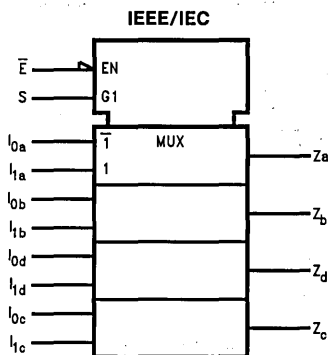 IEEE/IEC
E̅ EN
S G1
I0a 1̅ MUX Za
I1a 1
I0b Zb
I1b
I0d Zd
I1d
I0c Zc
I1c